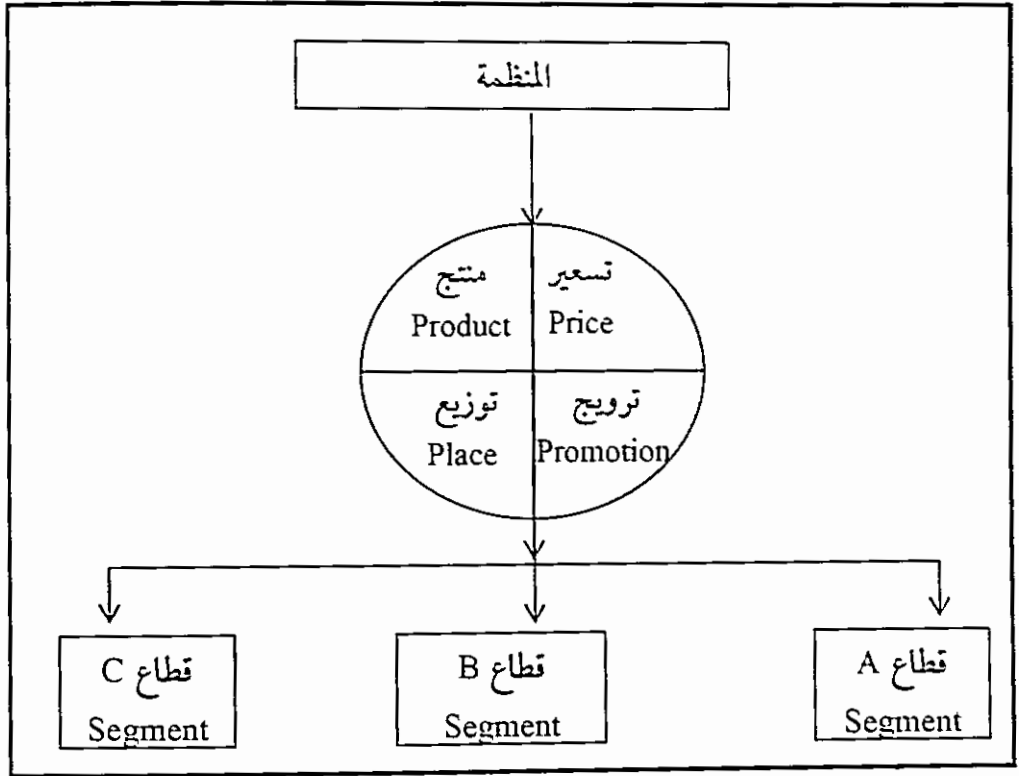 المنظمة
تسعير
Price
منتج
Product
ترويج
Promotion
توزيع
Place
قطاع A
Segment
قطاع B
Segment
قطاع C
Segment